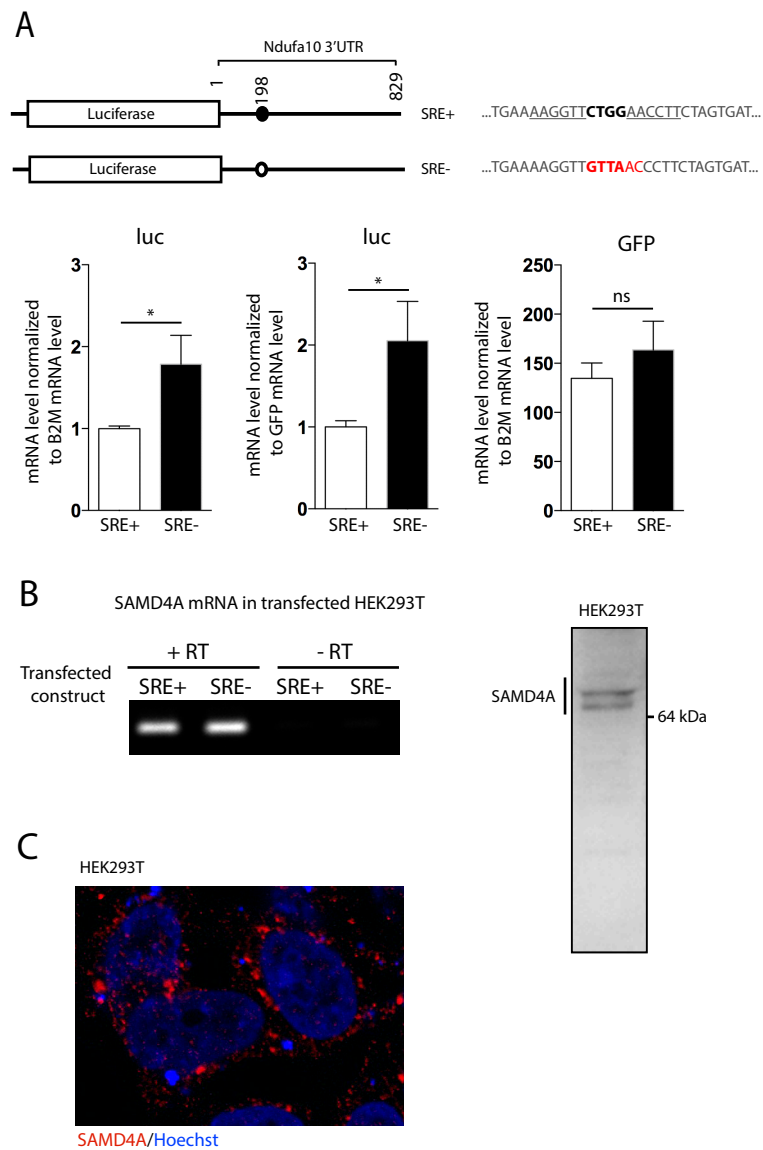 A
Ndufa10 3'UTR
1
198
829
Luciferase
SRE+
...TGAAAAGGTTCTGGAACCTTCTAGTGAT...
Luciferase
SRE-
...TGAAAAGGTTGTTAACCCTTCTAGTGAT...
luc
mRNA level normalized
to B2M mRNA level
3
2
1
0
*
SRE+
SRE-
luc
mRNA level normalized
to GFP mRNA level
3
2
1
0
*
SRE+
SRE-
GFP
mRNA level normalized
to B2M mRNA level
250
200
150
100
50
0
ns
SRE+
SRE-
B
SAMD4A mRNA in transfected HEK293T
+ RT
- RT
Transfected
construct
SRE+ SRE- SRE+ SRE-
HEK293T
SAMD4A
64 kDa
C
HEK293T
SAMD4A/Hoechst